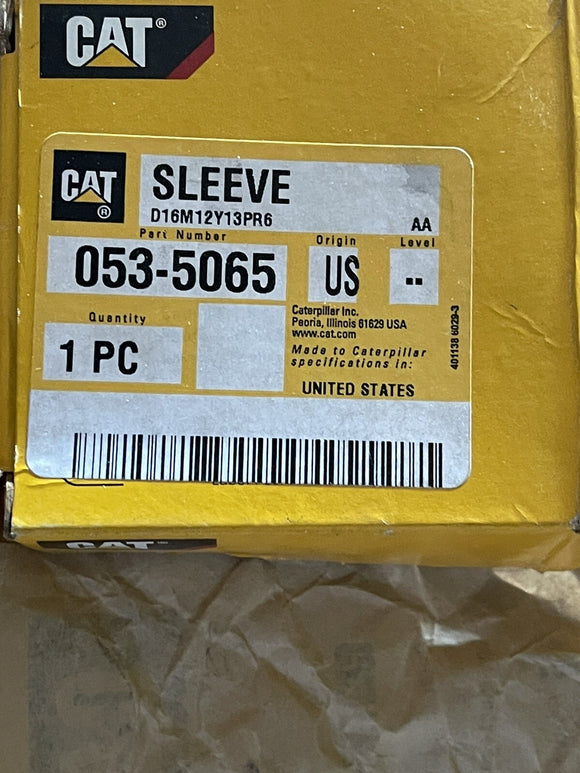 CAT®
CAT®
SLEEVE
D16M12Y13PR6
AA
Part Number
Origin
Level
053-5065
US
--
Quantity
1 PC
Caterpillar Inc.
Peoria, Illinois 61629 USA
www.cat.com
Made to Caterpillar
specifications in:
UNITED STATES
401138 6029-3
CAT®